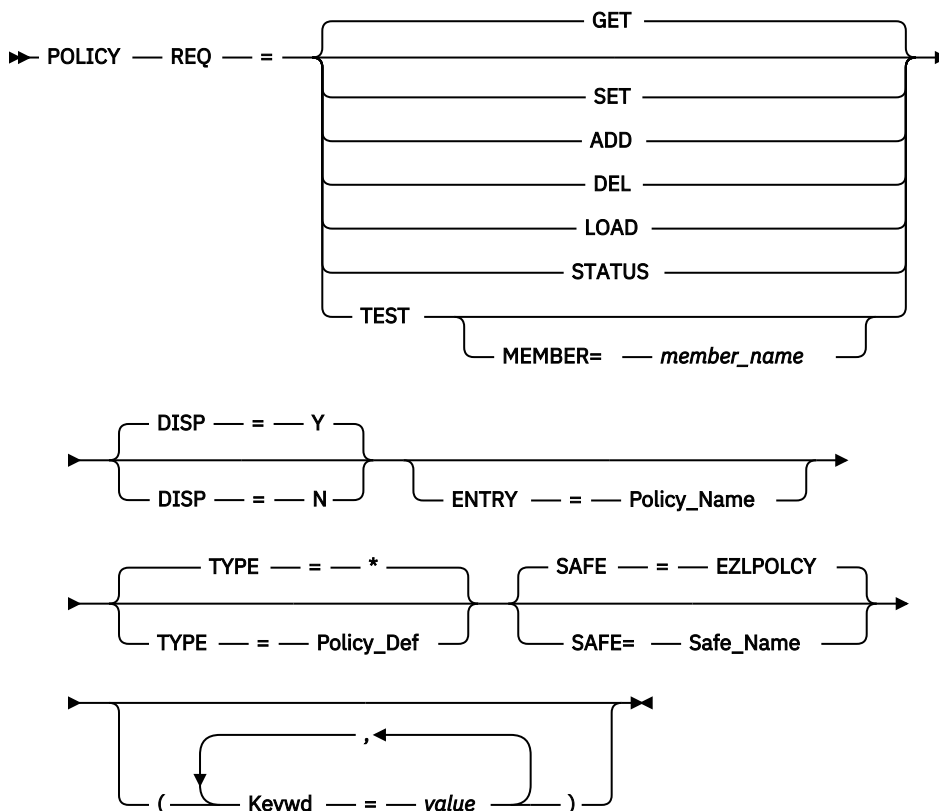 GET
POLICY REQ =
SET
ADD
DEL
LOAD
STATUS
TEST
MEMBER= member_name
DISP = Y
DISP = N
ENTRY = Policy_Name
TYPE = *
TYPE = Policy_Def
SAFE = EZLPOLCY
SAFE= Safe_Name
,
( Keywd = value )